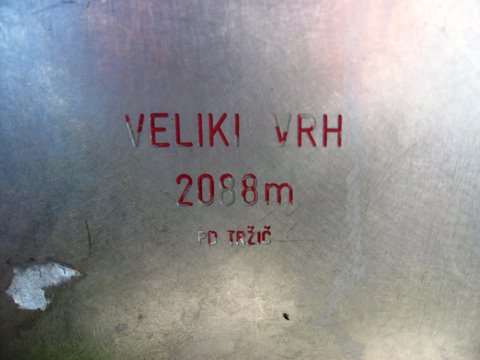 VELIKI VRH
2088m
PD TRŽIČ